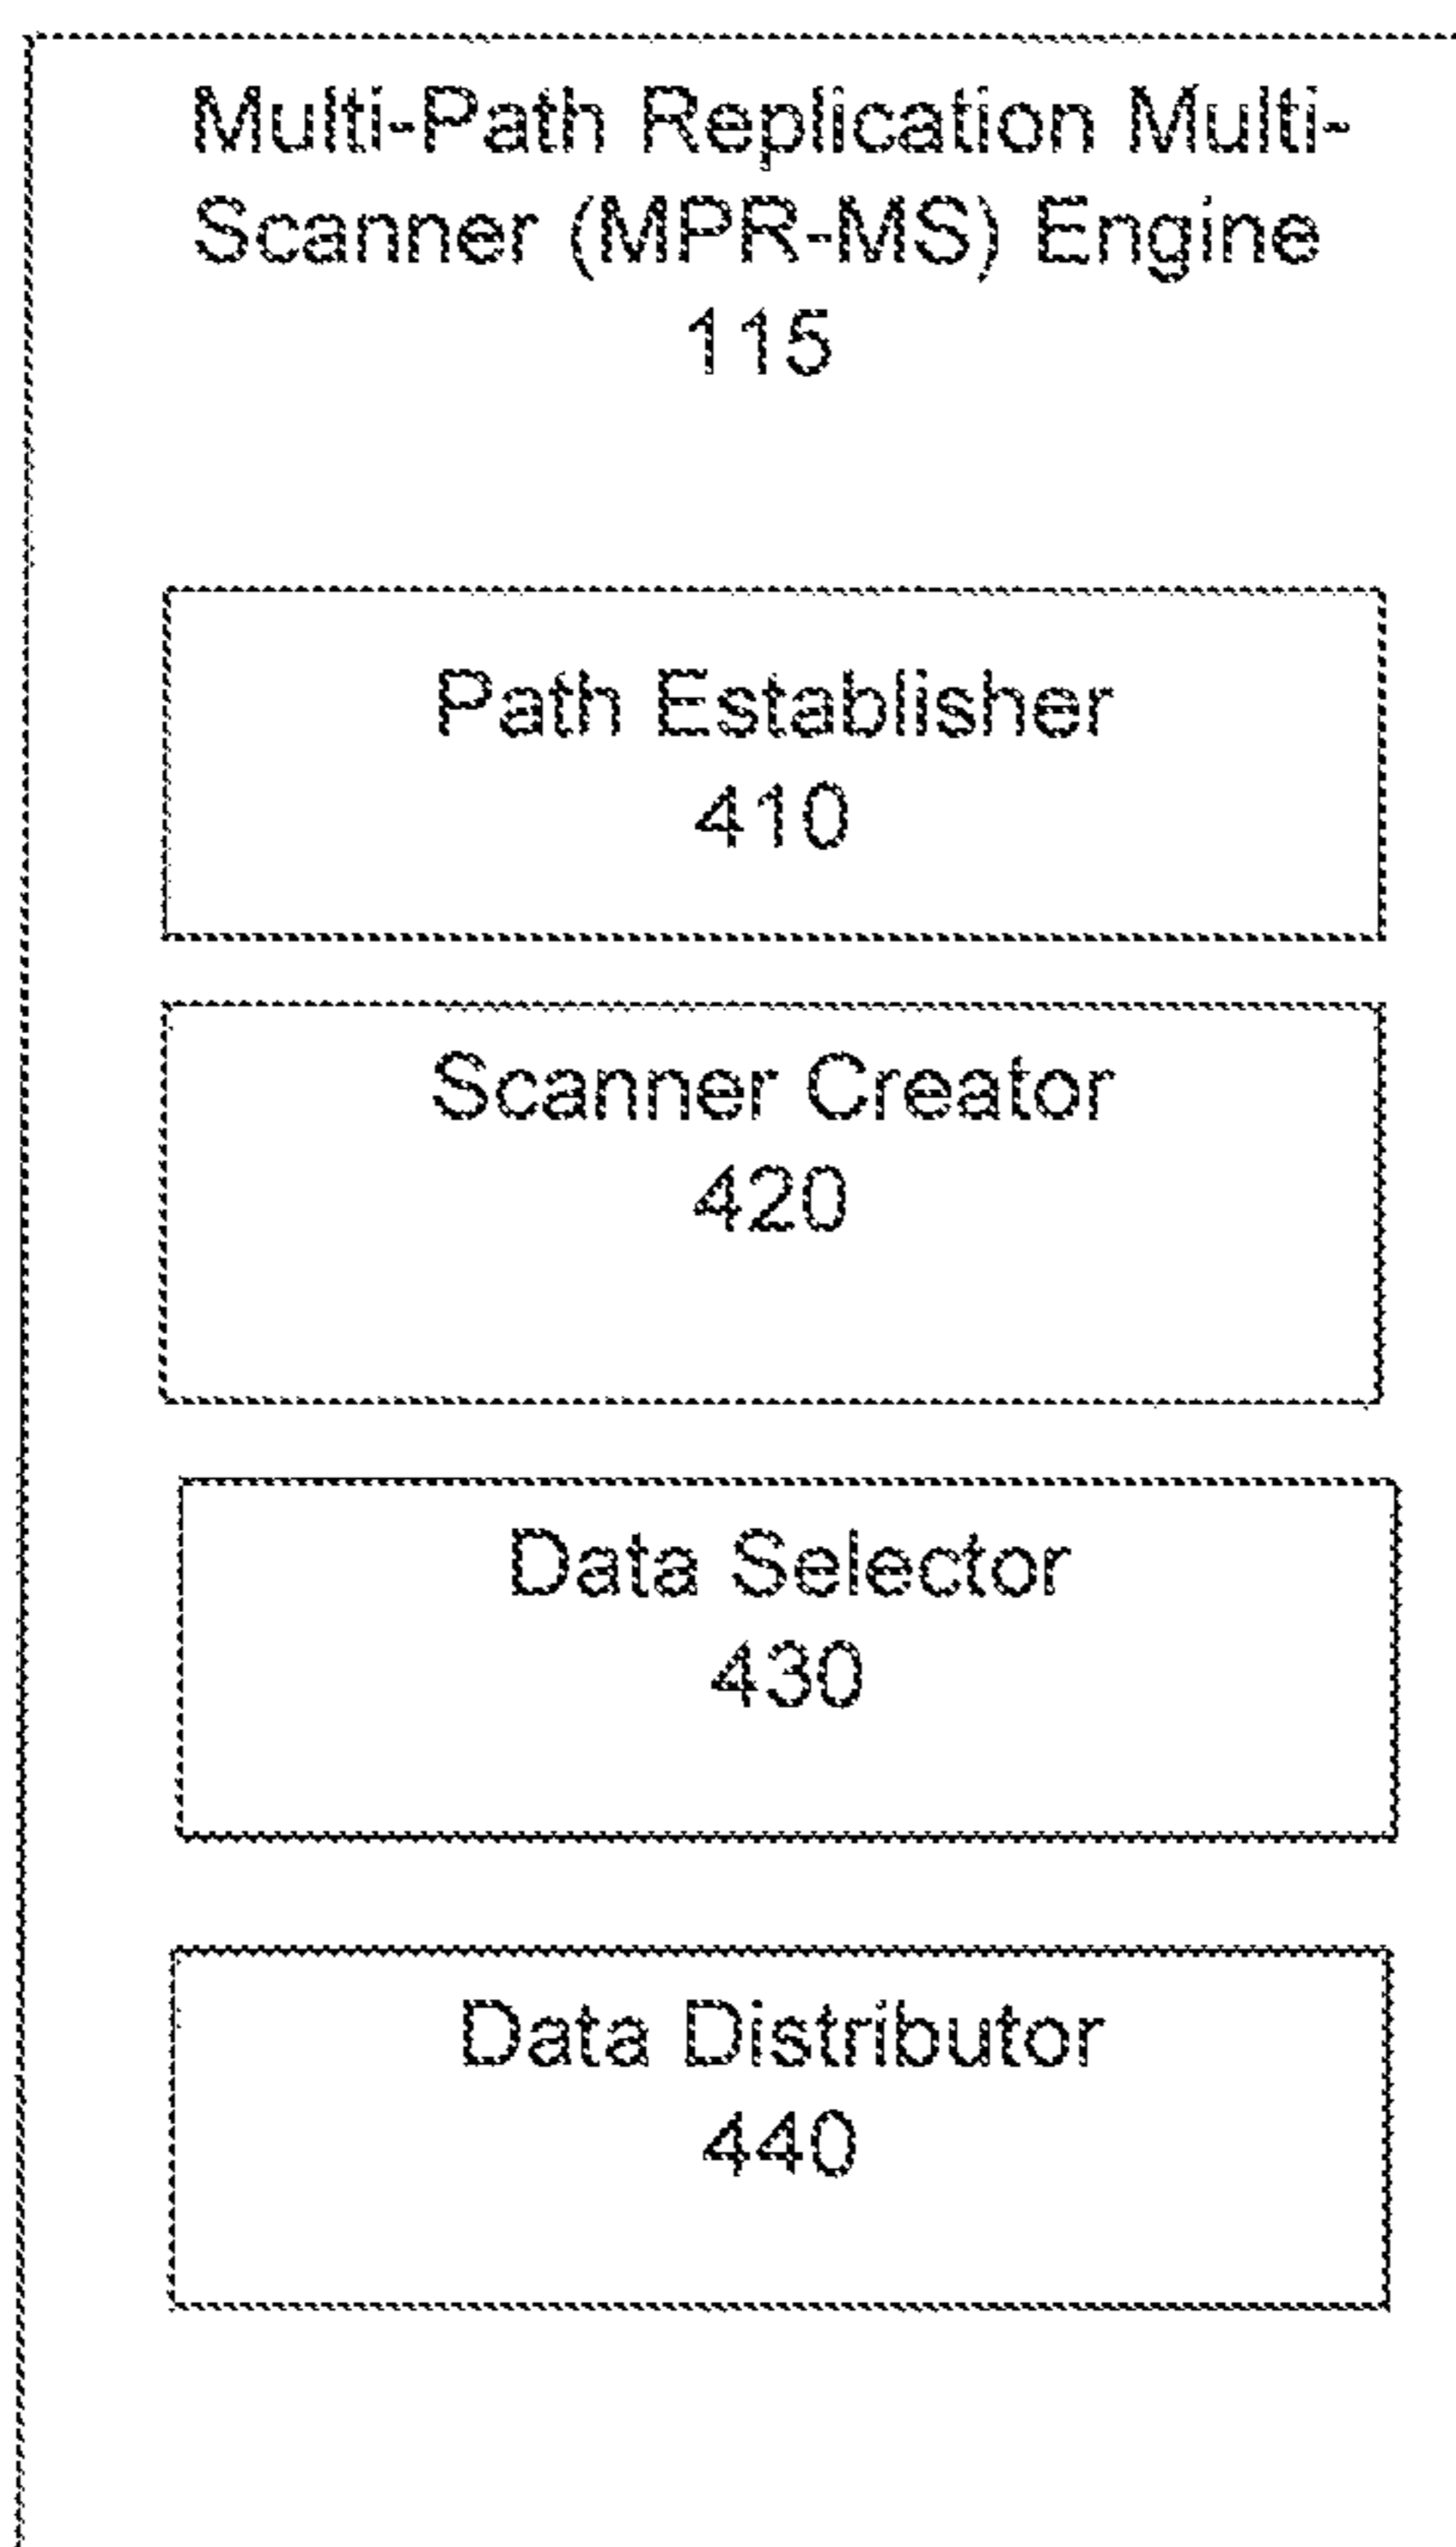 Multi-Path Replication Multi-
Scanner (MPR-MS) Engine
115
Path Establisher
410
Scanner Creator
420
Data Selector
430
Data Distributor
440